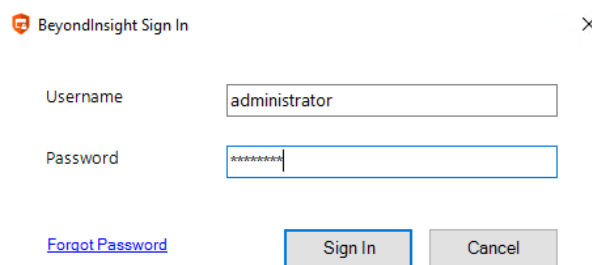 BeyondInsight Sign In
Username
administrator
Password
********
Forgot Password
Sign In
Cancel